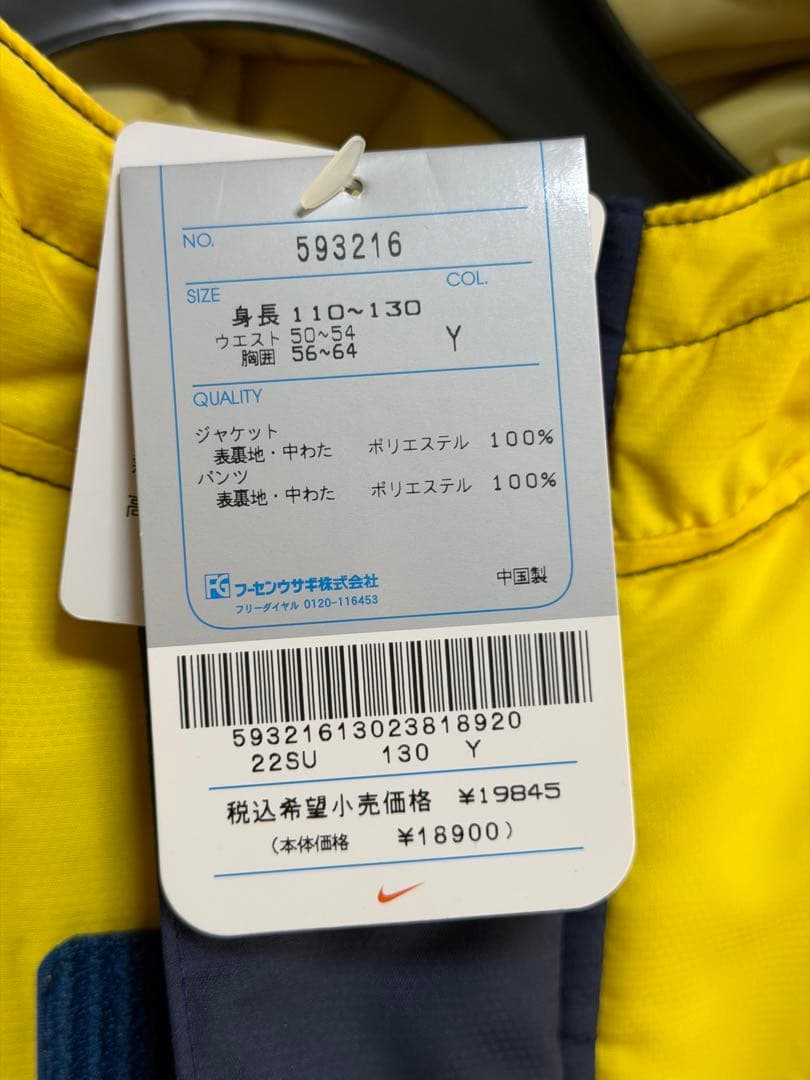 NO.
593216
COL.
SIZE
身長 110~130
ウエスト 50~54
胸囲 56~64
Y
QUALITY
ジャケット
表裏地・中わた ポリエステル 100%
パンツ
表裏地・中わた ポリエステル 100%
FG フーセンウサギ株式会社
フリーダイヤル 0120-116453
中国製
59321613023818920
22SU 130 Y
税込希望小売価格 ¥19845
(本体価格 ¥18900)
高